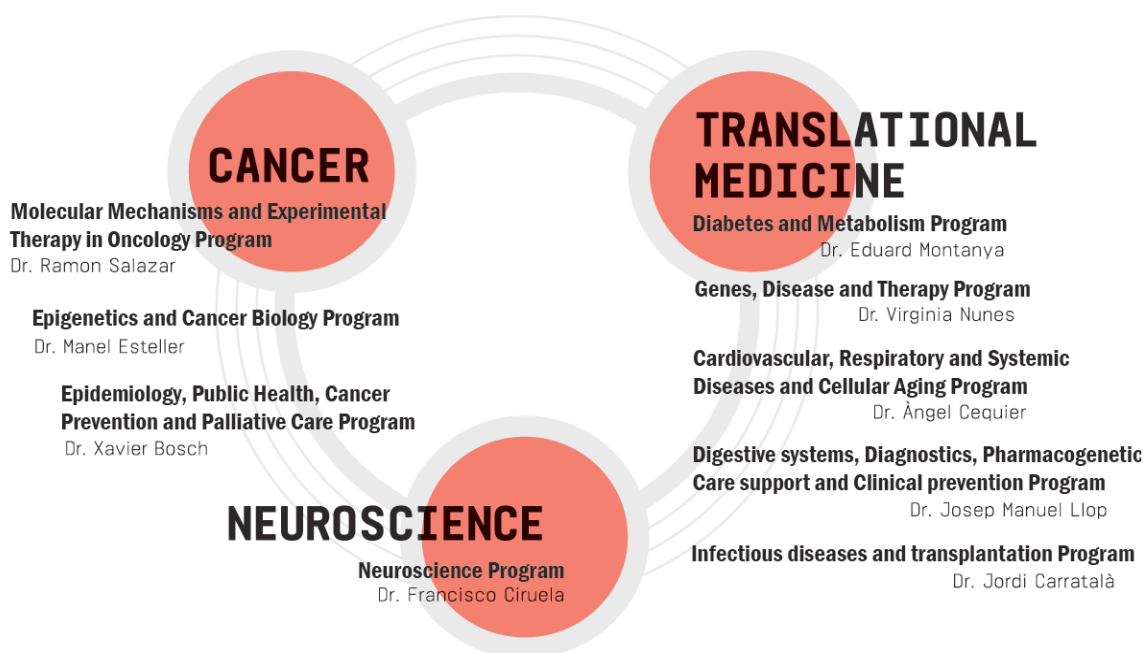 CANCER
Molecular Mechanisms and Experimental
Therapy in Oncology Program
Dr. Ramon Salazar
Epigenetics and Cancer Biology Program
Dr. Manel Esteller
Epidemiology, Public Health, Cancer
Prevention and Palliative Care Program
Dr. Xavier Bosch
TRANSLATIONAL
MEDICINE
Diabetes and Metabolism Program
Dr. Eduard Montanya
Genes, Disease and Therapy Program
Dr. Virginia Nunes
Cardiovascular, Respiratory and Systemic
Diseases and Cellular Aging Program
Dr. Àngel Cequier
Digestive systems, Diagnostics, Pharmacogenetic
Care support and Clinical prevention Program
Dr. Josep Manuel Llop
Infectious diseases and transplantation Program
Dr. Jordi Carratalà
NEUROSCIENCE
Neuroscience Program
Dr. Francisco Ciruela